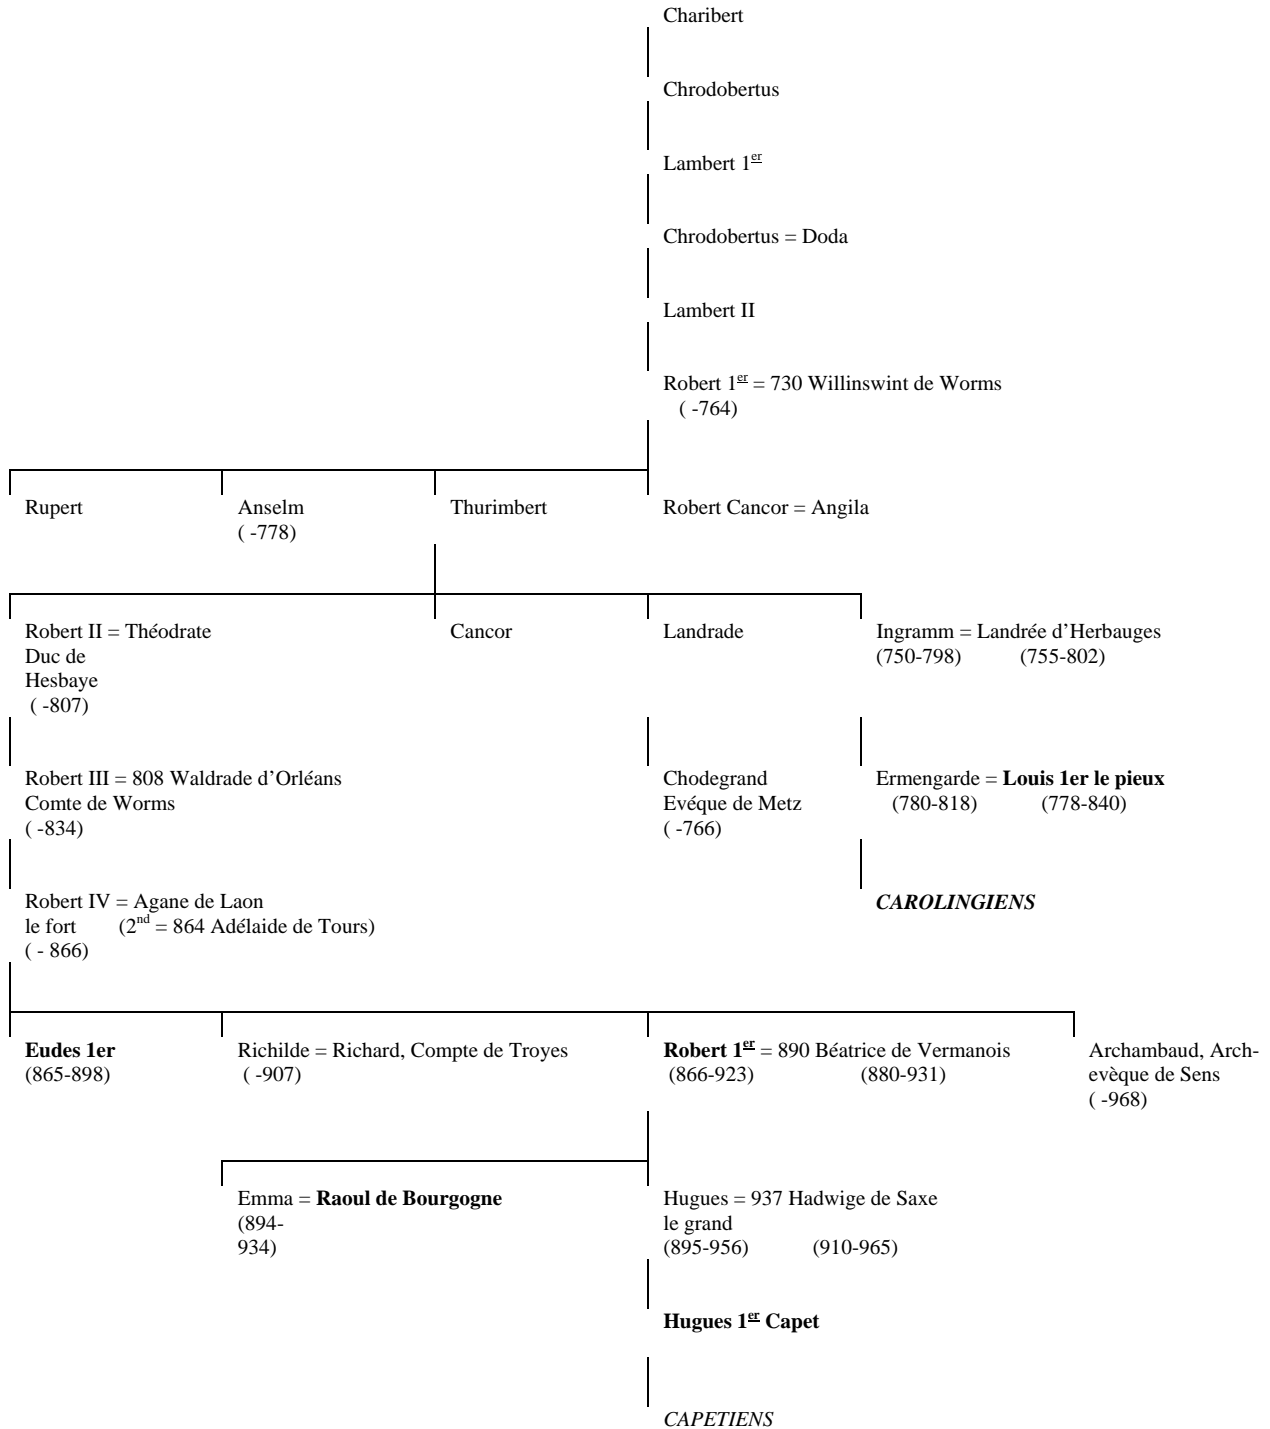 Charibert
Chrodobertus
Lambert 1er
Chrodobertus = Doda
Lambert II
Robert 1er = 730 Willinswint de Worms
( -764)
Rupert
Anselm
( -778)
Thurimbert
Robert Cancor = Angila
Robert II = Théodrate
Duc de
Hesbaye
( -807)
Cancor
Landrade
Ingramm = Landrée d’Herbauges
(750-798) (755-802)
Robert III = 808 Waldrade d’Orléans
Comte de Worms
( -834)
Chodegrand
Evéque de Metz
( -766)
Ermengarde = Louis 1er le pieux
(780-818) (778-840)
Robert IV = Agane de Laon
le fort (2nd = 864 Adélaide de Tours)
( - 866)
CAROLINGIENS
Eudes 1er
(865-898)
Richilde = Richard, Compte de Troyes
( -907)
Robert 1er = 890 Béatrice de Vermanois
(866-923) (880-931)
Archambaud, Arch-
evèque de Sens
( -968)
Emma = Raoul de Bourgogne
(894-
934)
Hugues = 937 Hadwige de Saxe
le grand
(895-956) (910-965)
Hugues 1er Capet
CAPETIENS